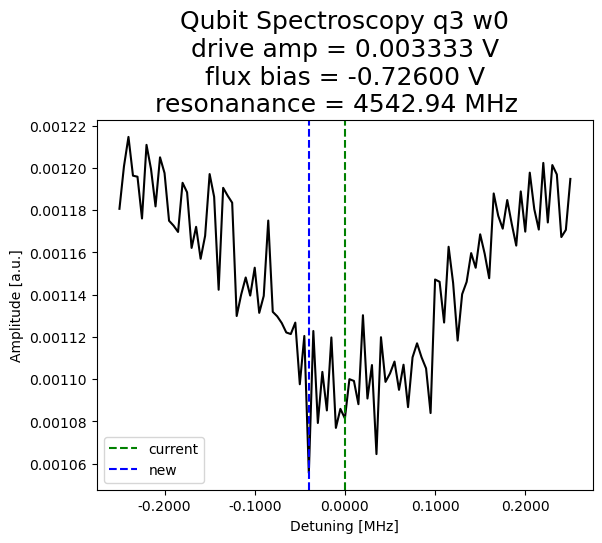 Qubit Spectroscopy q3 w0
drive amp = 0.003333 V
flux bias = -0.72600 V
resonanance = 4542.94 MHz
0.00122
0.00120
0.00118
0.00116
0.00114
0.00112
0.00110
0.00108
0.00106
Amplitude [a.u.]
current
new
-0.2000
-0.1000
0.0000
0.1000
0.2000
Detuning [MHz]